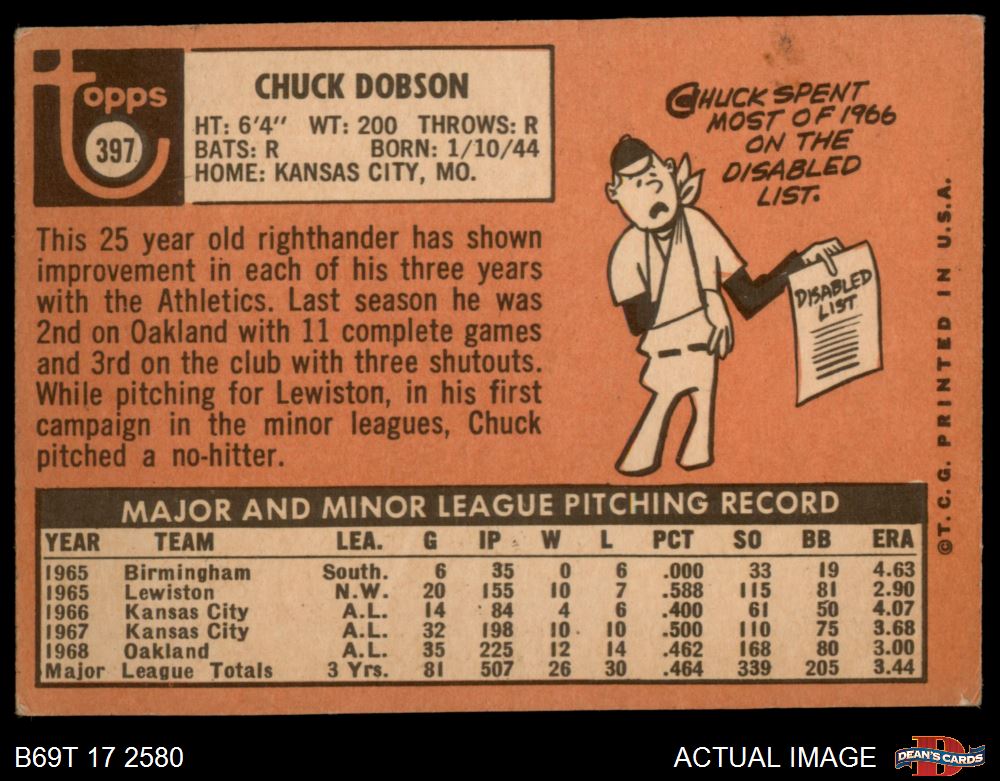 topps
397
CHUCK DOBSON
HT: 6'4" WT: 200 THROWS: R
BATS: R BORN: 1/10/44
HOME: KANSAS CITY, MO.
This 25 year old righthander has shown
improvement in each of his three years
with the Athletics. Last season he was
2nd on Oakland with 11 complete games
and 3rd on the club with three shutouts.
While pitching for Lewiston, in his first
campaign in the minor leagues, Chuck
pitched a no-hitter.
CHUCK SPENT
MOST OF 1966
ON THE
DISABLED
LIST.
DISABLED
LIST
©T.C.G. PRINTED IN U.S.A.
MAJOR AND MINOR LEAGUE PITCHING RECORD
YEAR TEAM LEA. G IP W L PCT SO BB ERA
1965 Birmingham South. 6 35 0 6 .000 33 19 4.63
1965 Lewiston N.W. 20 155 10 7 .588 115 81 2.90
1966 Kansas City A.L. 14 84 4 6 .400 61 50 4.07
1967 Kansas City A.L. 32 198 10 10 .500 110 75 3.68
1968 Oakland A.L. 35 225 12 14 .462 168 80 3.00
Major League Totals 3 Yrs. 81 507 26 30 .464 339 205 3.44
B69T 17 2580
ACTUAL IMAGE
D
DEAN'S CARDS